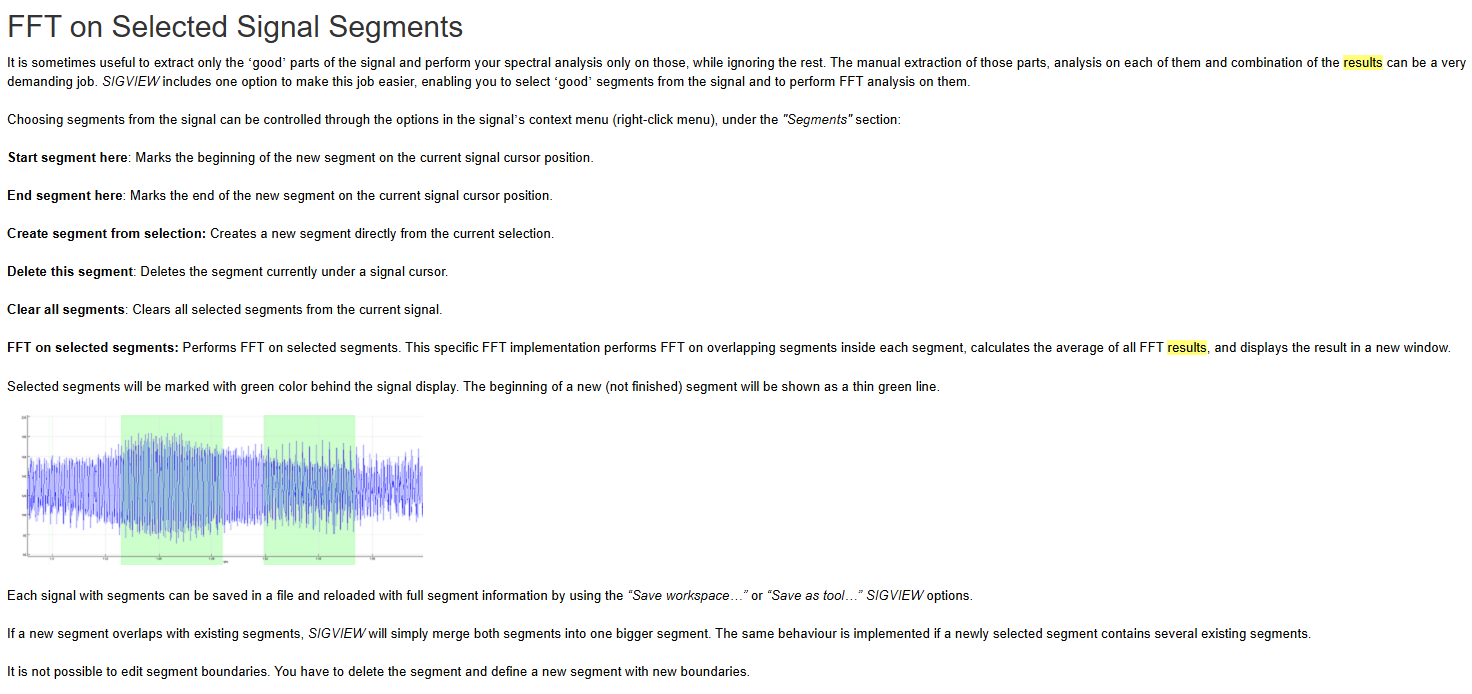 FFT on Selected Signal Segments
It is sometimes useful to extract only the ‘good’ parts of the signal and perform your spectral analysis only on those, while ignoring the rest. The manual extraction of those parts, analysis on each of them and combination of the results can be a very
demanding job. SIGVIEW includes one option to make this job easier, enabling you to select ‘good’ segments from the signal and to perform FFT analysis on them.
Choosing segments from the signal can be controlled through the options in the signal’s context menu (right-click menu), under the "Segments" section:
Start segment here: Marks the beginning of the new segment on the current signal cursor position.
End segment here: Marks the end of the new segment on the current signal cursor position.
Create segment from selection: Creates a new segment directly from the current selection.
Delete this segment: Deletes the segment currently under a signal cursor.
Clear all segments: Clears all selected segments from the current signal.
FFT on selected segments: Performs FFT on selected segments. This specific FFT implementation performs FFT on overlapping segments inside each segment, calculates the average of all FFT results, and displays the result in a new window.
Selected segments will be marked with green color behind the signal display. The beginning of a new (not finished) segment will be shown as a thin green line.
Each signal with segments can be saved in a file and reloaded with full segment information by using the “Save workspace…” or “Save as tool…” SIGVIEW options.
If a new segment overlaps with existing segments, SIGVIEW will simply merge both segments into one bigger segment. The same behaviour is implemented if a newly selected segment contains several existing segments.
It is not possible to edit segment boundaries. You have to delete the segment and define a new segment with new boundaries.